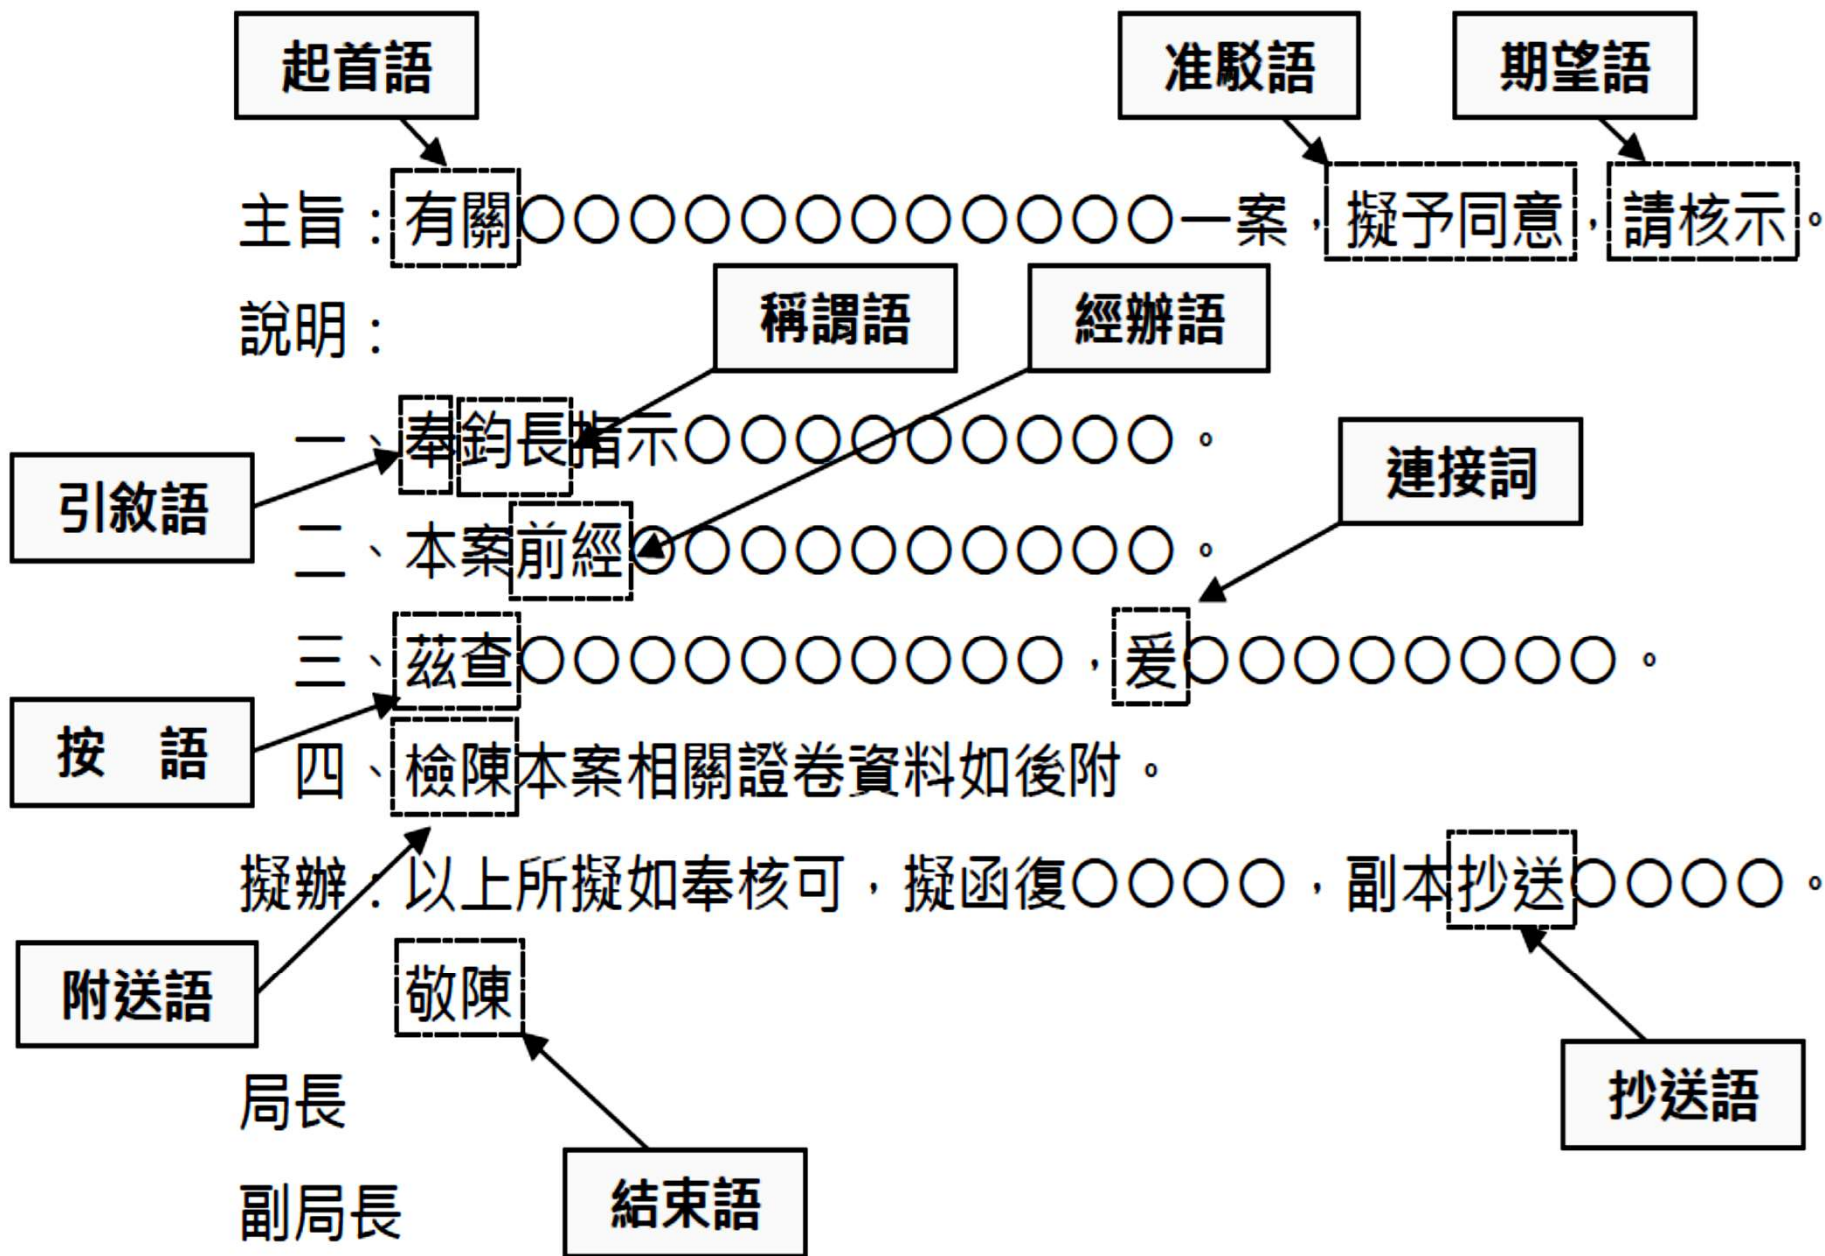 起首語
准駁語
期望語
主旨：有關○○○○○○○○○○○○一案，擬予同意，請核示。
說明：
稱謂語
經辦語
一、奉鈞長指示○○○○○○○○○。
引敘語
連接詞
二、本案前經○○○○○○○○○○。
三、茲查○○○○○○○○○○，爰○○○○○○○○。
按　語
四、檢陳本案相關證卷資料如後附。
擬辦：以上所擬如奉核可，擬函復○○○○，副本抄送○○○○。
附送語
敬陳
抄送語
局長
結束語
副局長